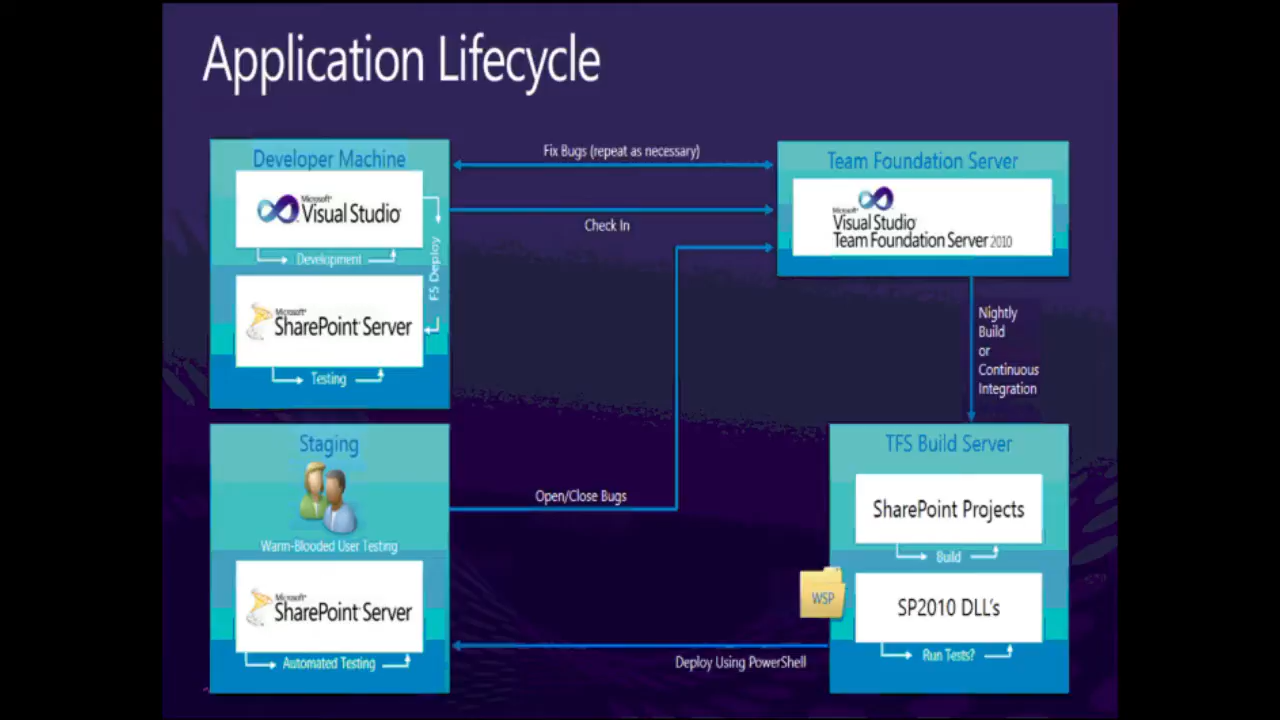 Application Lifecycle
Developer Machine
Microsoft
Visual Studio
Development
F5 Deploy
Microsoft
SharePoint Server
Testing
Fix Bugs (repeat as necessary)
Check In
Team Foundation Server
Microsoft
Visual Studio
Team Foundation Server 2010
Nightly
Build
or
Continuous
Integration
Staging
Warm-Blooded User Testing
Microsoft
SharePoint Server
Automated Testing
Open/Close Bugs
TFS Build Server
SharePoint Projects
Build
WSP
SP2010 DLL's
Run Tests?
Deploy Using PowerShell